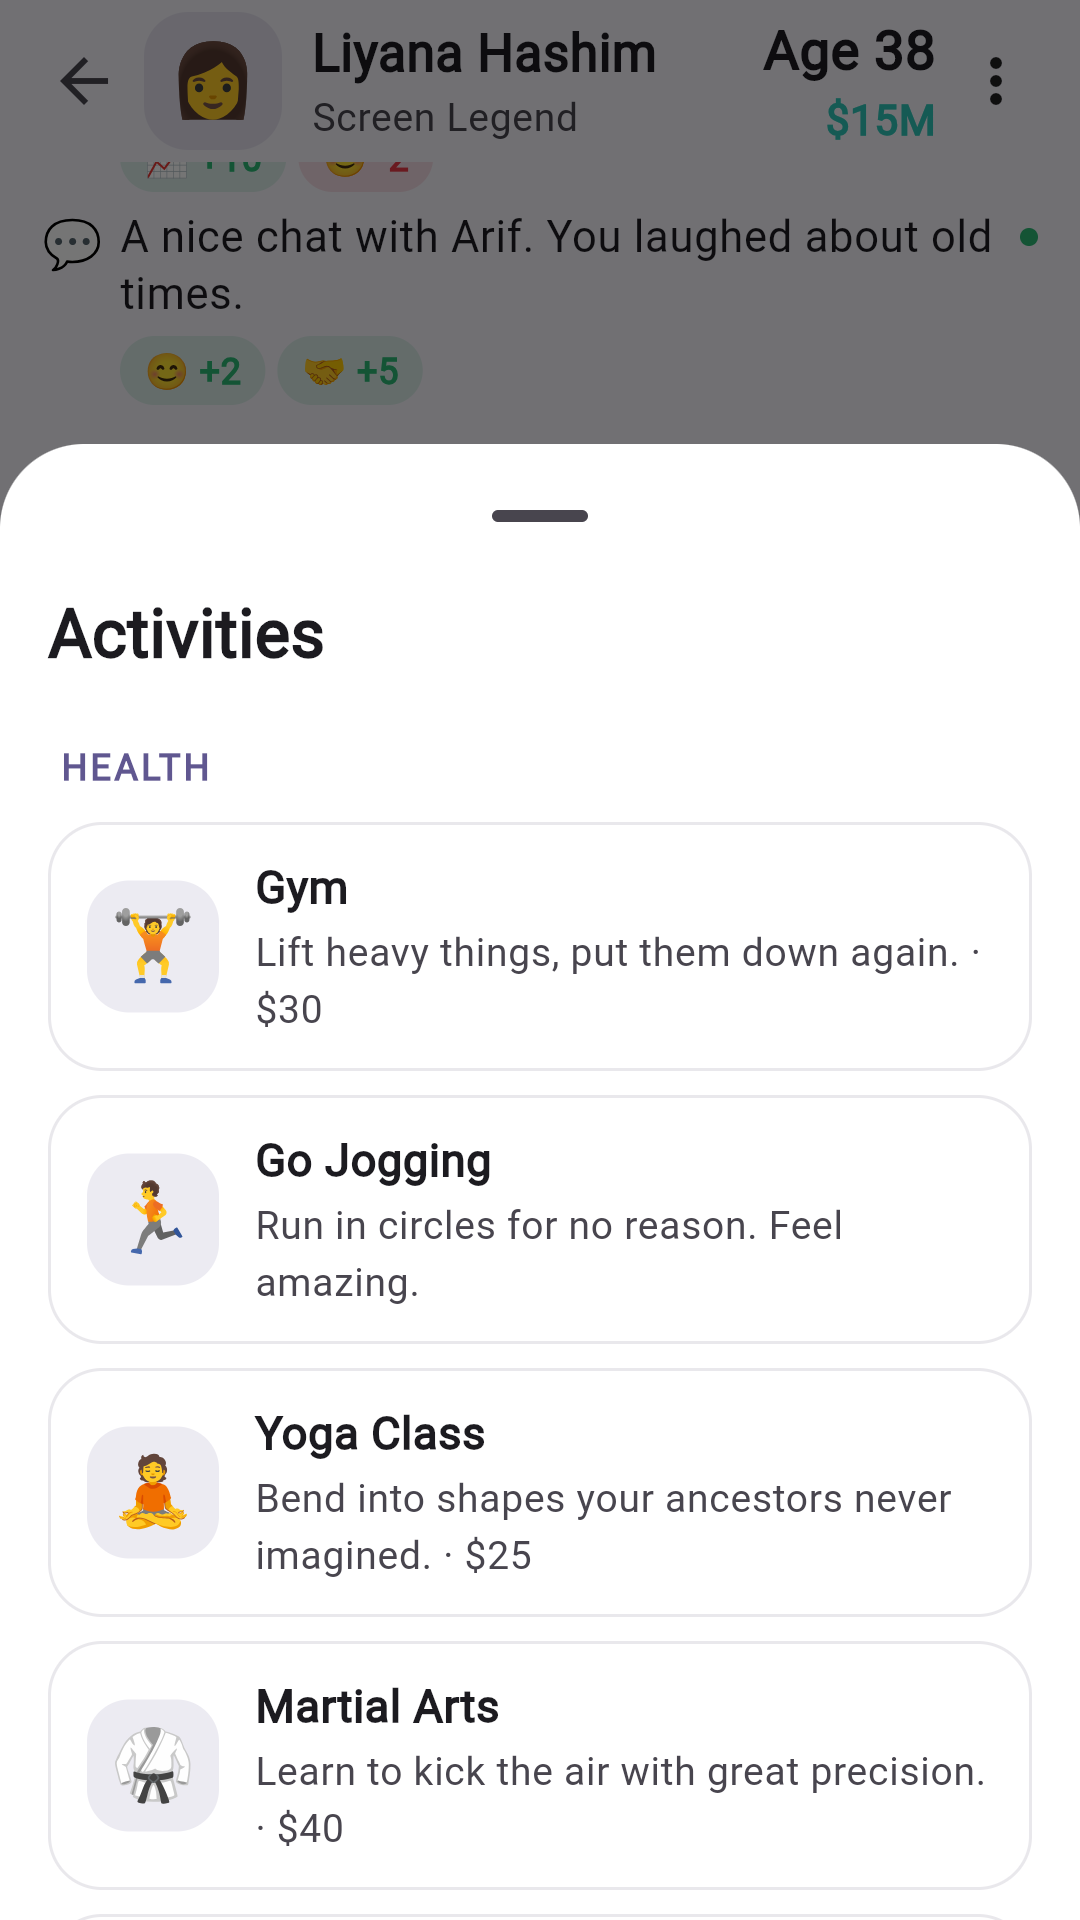 Liyana Hashim
Age 38
Screen Legend
$15M
A nice chat with Arif. You laughed about old
times.
+2
+5
Activities
HEALTH
Gym
Lift heavy things, put them down again. ·
$30
Go Jogging
Run in circles for no reason. Feel
amazing.
Yoga Class
Bend into shapes your ancestors never
imagined. · $25
Martial Arts
Learn to kick the air with great precision.
· $40